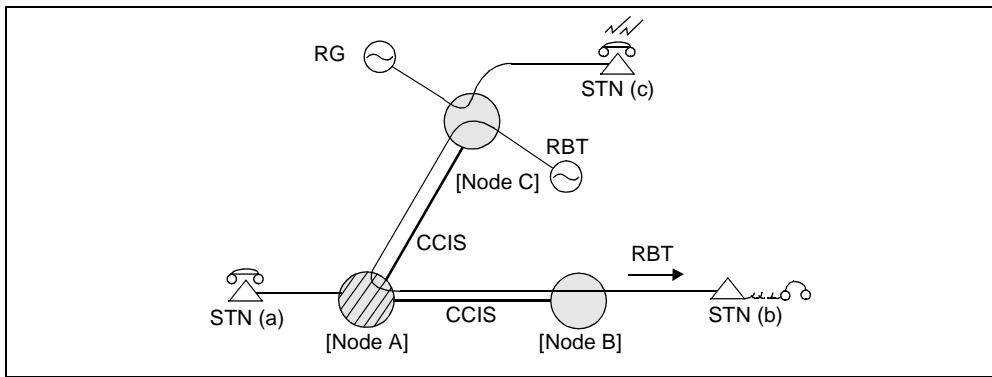 RG
STN (c)
RBT
[Node C]
CCIS
RBT
STN (a)
CCIS
STN (b)
[Node A]
[Node B]